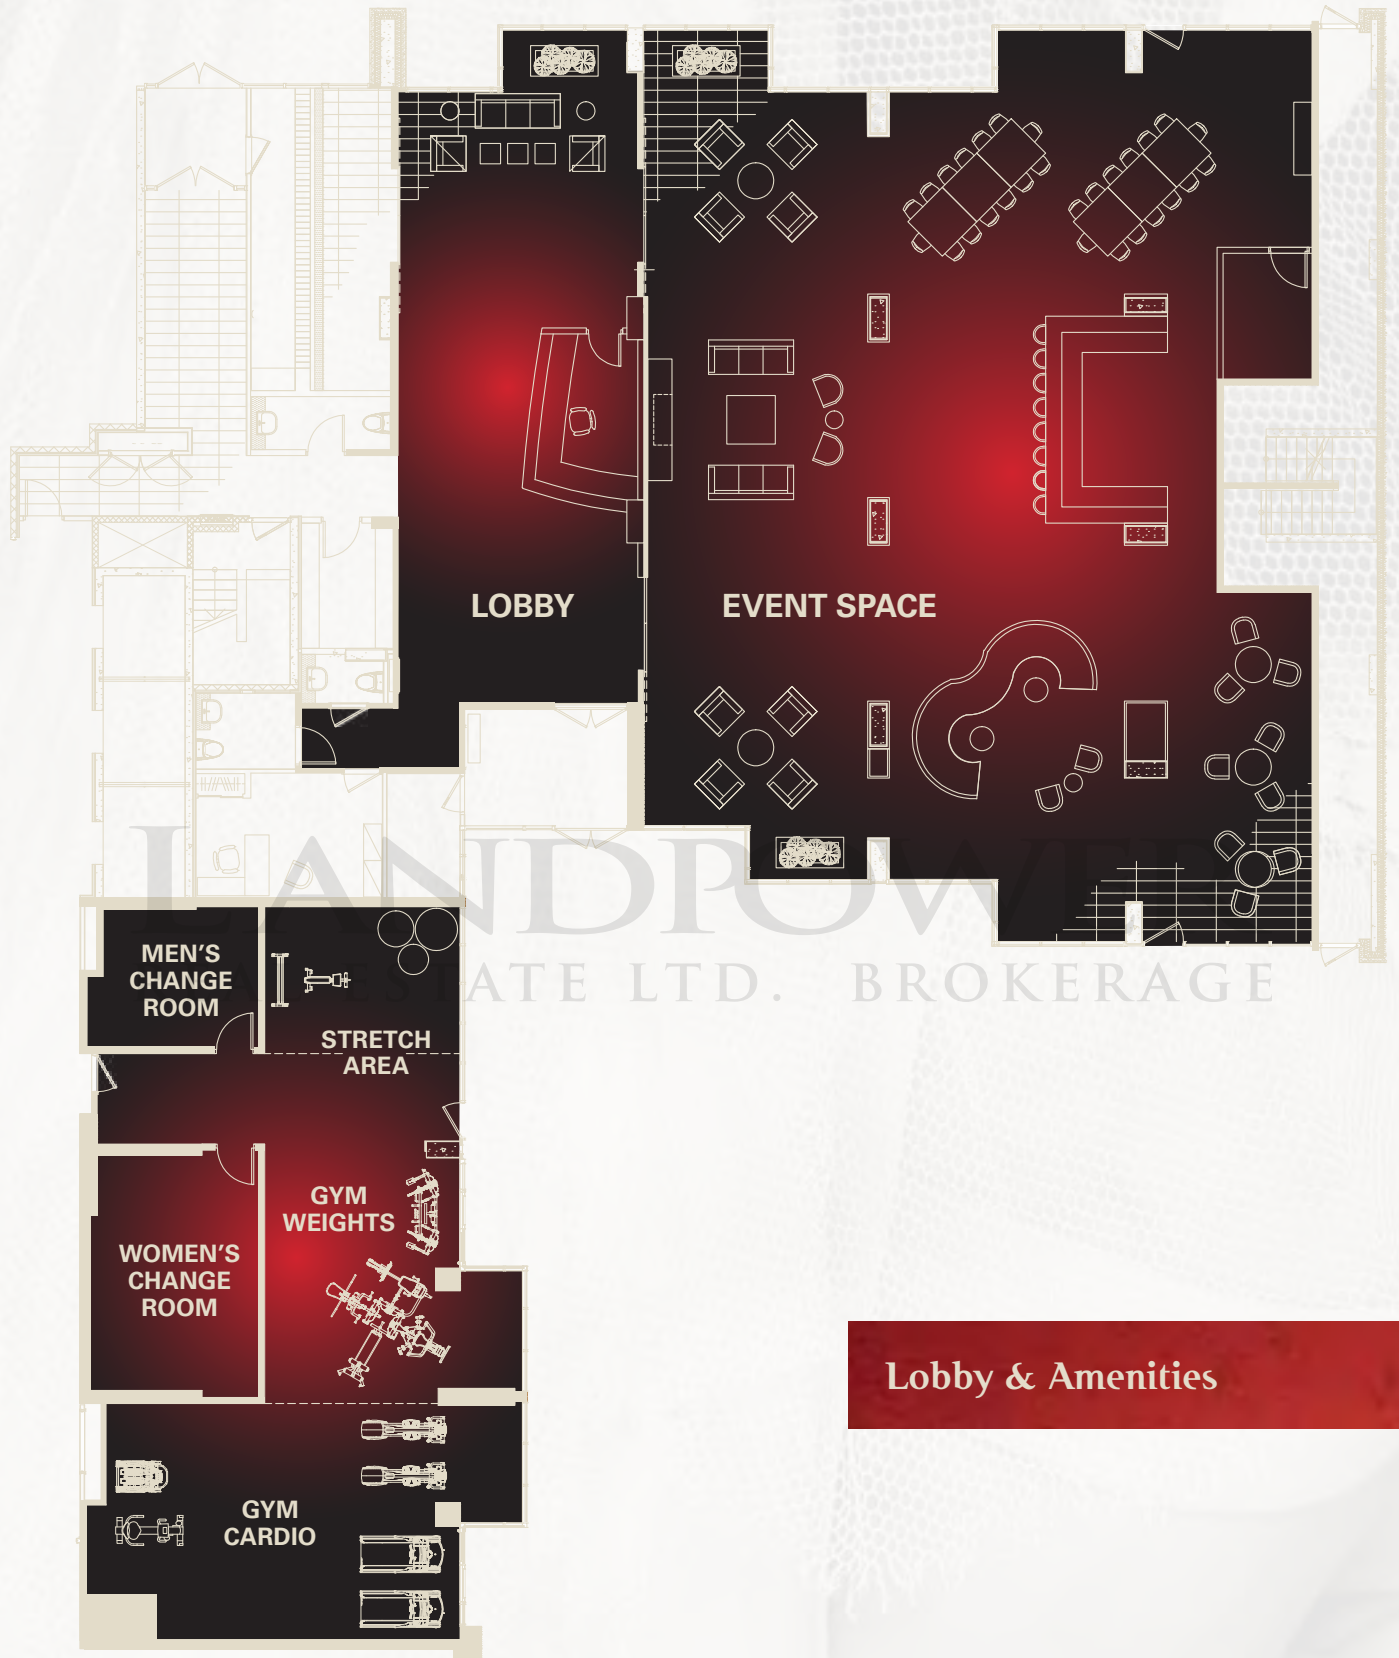 LOBBY
EVENT SPACE
LANDPOWER
REAL ESTATE LTD. BROKERAGE
MEN'S
CHANGE
ROOM
STRETCH
AREA
GYM
WEIGHTS
WOMEN'S
CHANGE
ROOM
Lobby & Amenities
GYM
CARDIO